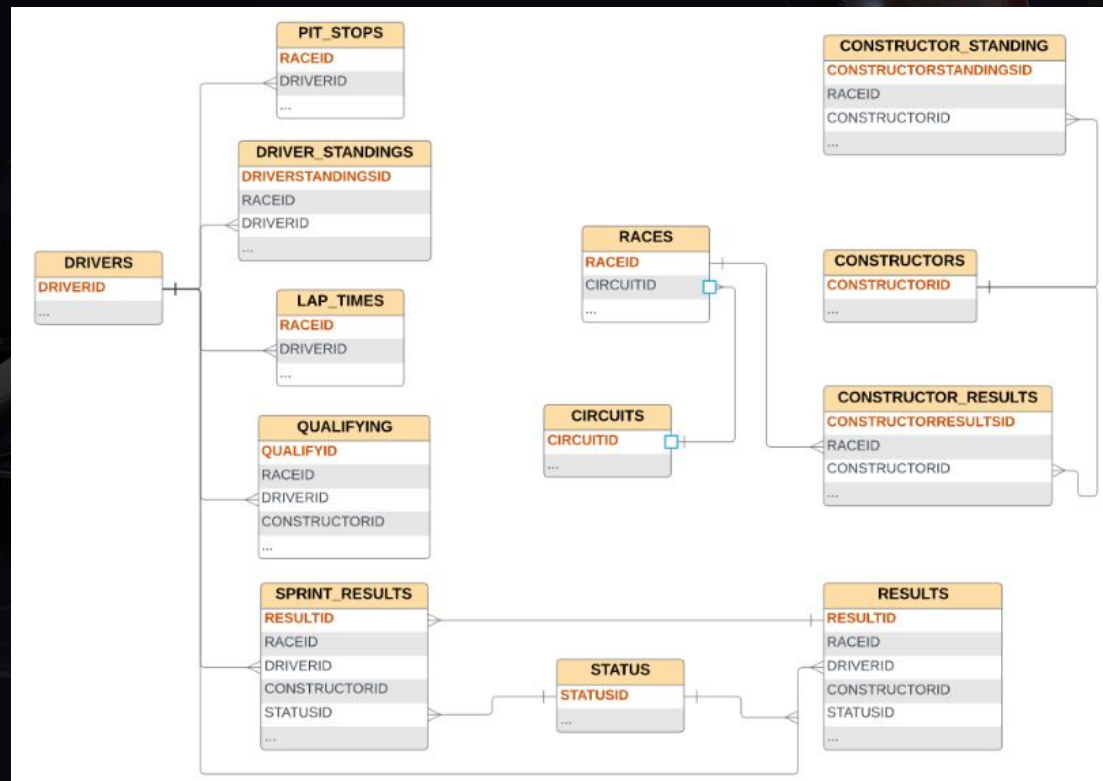 PIT_STOPS
RACEID
DRIVERID
...
DRIVER_STANDINGS
DRIVERSTANDINGSID
RACEID
DRIVERID
...
DRIVERS
DRIVERID
...
LAP_TIMES
RACEID
DRIVERID
...
QUALIFYING
QUALIFYID
RACEID
DRIVERID
CONSTRUCTORID
...
SPRINT_RESULTS
RESULTID
RACEID
DRIVERID
CONSTRUCTORID
STATUSID
...
RACES
RACEID
CIRCUITID
...
CIRCUITS
CIRCUITID
...
STATUS
STATUSID
...
CONSTRUCTOR_STANDING
CONSTRUCTORSTANDINGSID
RACEID
CONSTRUCTORID
...
CONSTRUCTORS
CONSTRUCTORID
...
CONSTRUCTOR_RESULTS
CONSTRUCTORRESULTSID
RACEID
CONSTRUCTORID
...
RESULTS
RESULTID
RACEID
DRIVERID
CONSTRUCTORID
STATUSID
...